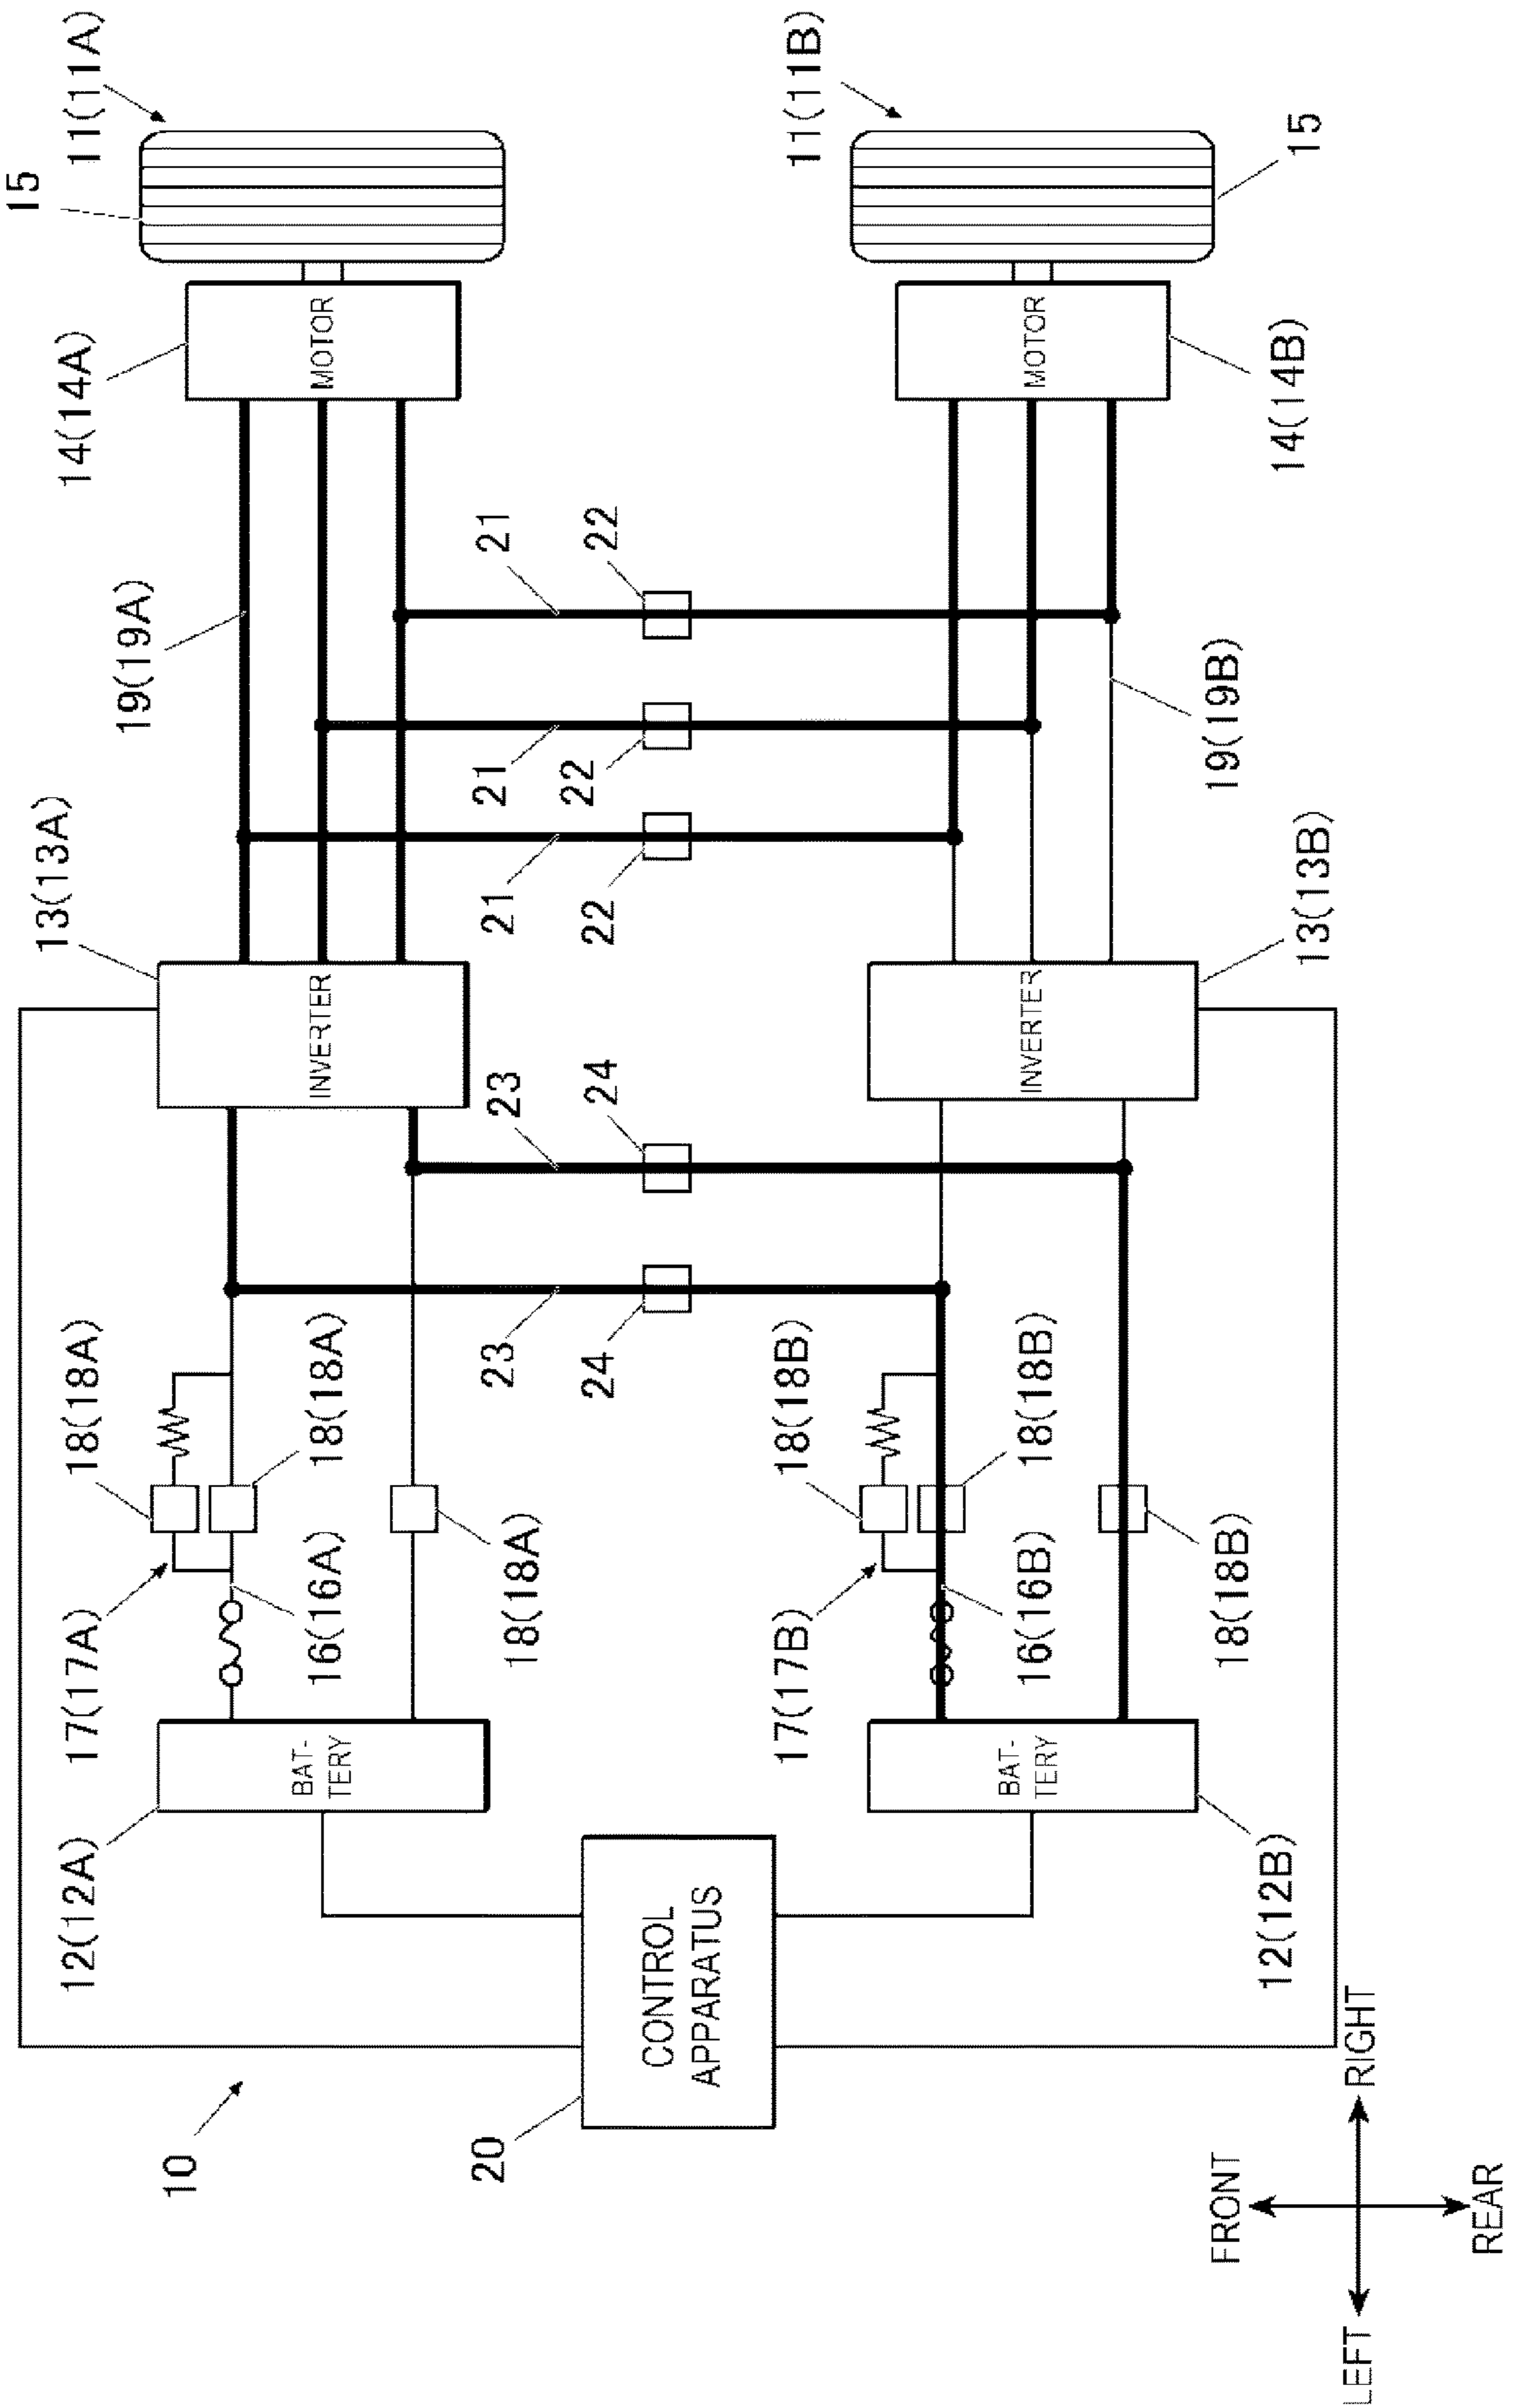 15
11(11A)
11(11B)
15
14(14A)
MOTOR
MOTOR
14(14B)
19(19A)
21
22
21
22
21
22
19(19B)
13(13A)
INVERTER
INVERTER
13(13B)
23
24
23
24
18(18A)
18(18A)
18(18A)
17(17A)
16(16A)
18(18B)
18(18B)
18(18B)
17(17B)
16(16B)
12(12A)
BAT-
TERY
BAT-
TERY
12(12B)
CONTROL
APPARATUS
20
10
FRONT
REAR
LEFT
RIGHT